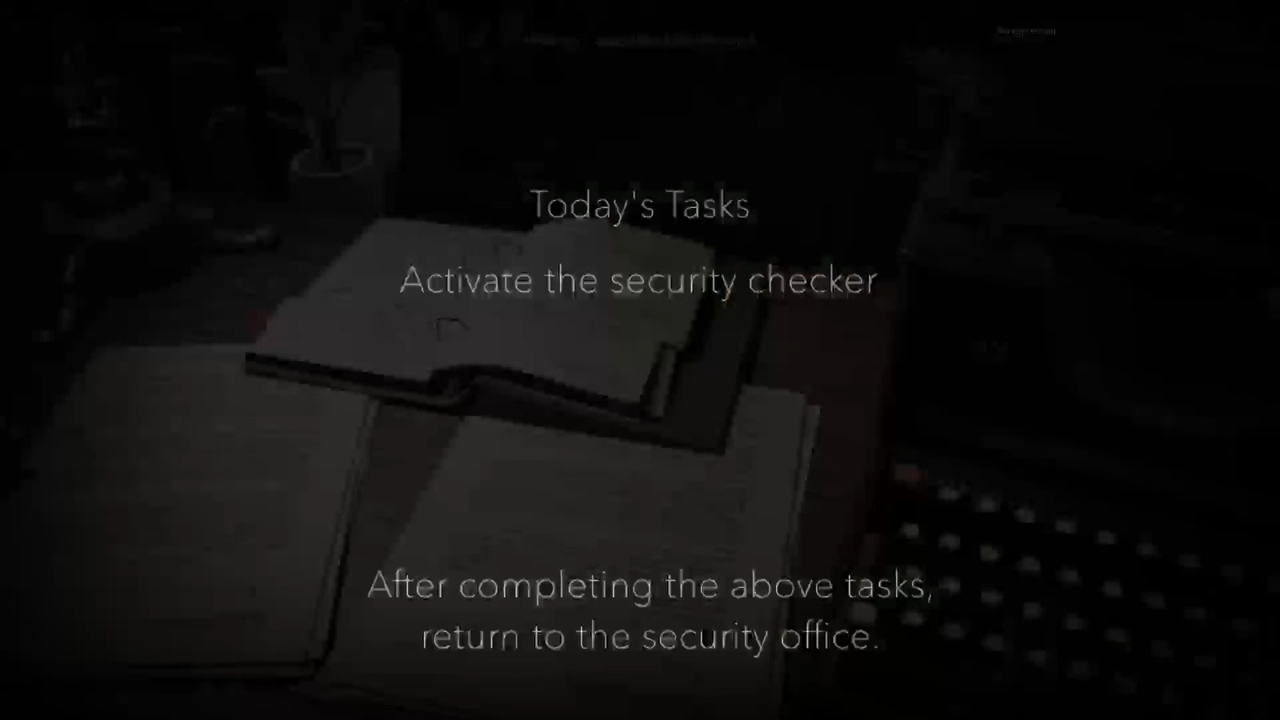 Today's Tasks
Activate the security checker
After completing the above tasks,
return to the security office.